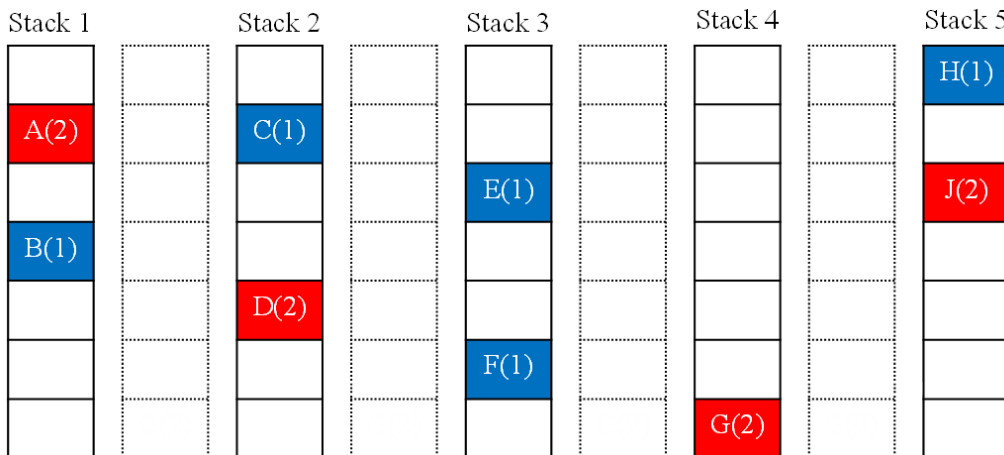 Stack 1 Stack 2 Stack 3 Stack 4 Stack 5
H(1)
A(2) C(1)
E(1) J(2)
B(1)
D(2)
F(1)
G(2)